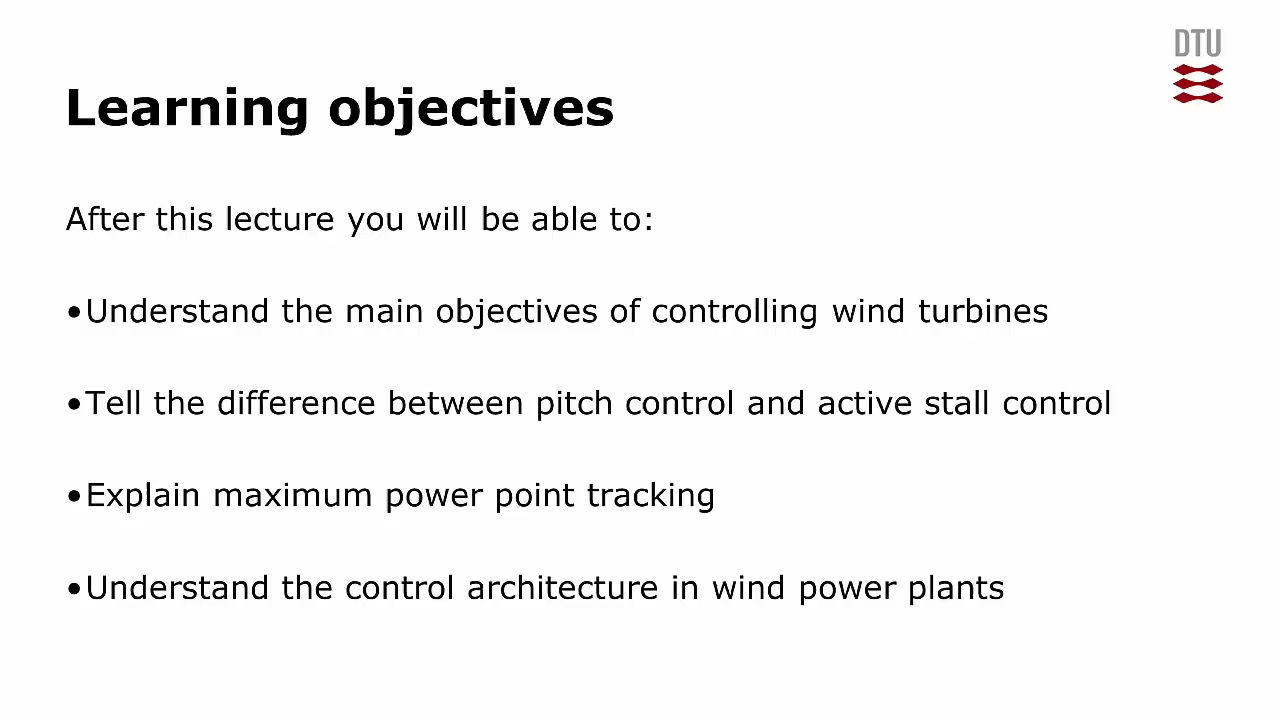 DTU
Learning objectives
After this lecture you will be able to:
•Understand the main objectives of controlling wind turbines
•Tell the difference between pitch control and active stall control
•Explain maximum power point tracking
•Understand the control architecture in wind power plants